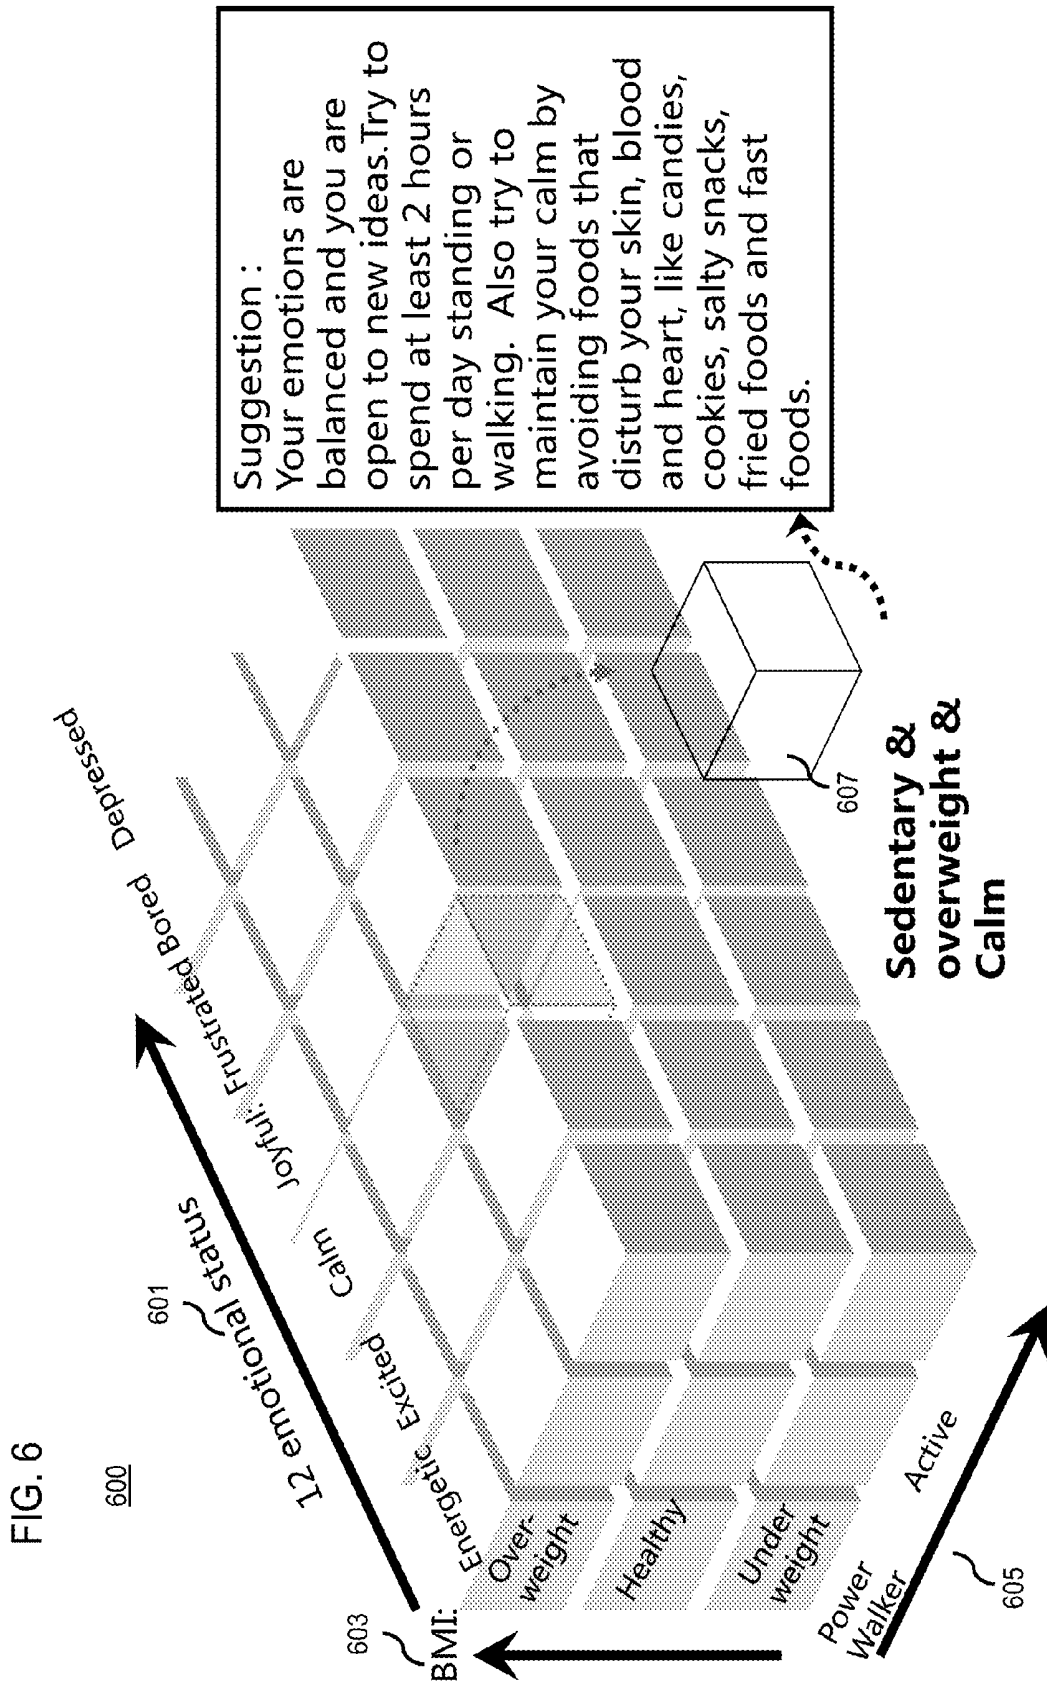 FIG. 6
600
601
12 emotional status
603
BMI:
Energetic
Excited
Calm
Joyful:
Frustrated
Bored
Depressed
Over-
weight
Healthy
Under
weight
Power
Walker
Active
605
607
Sedentary &
overweight &
Calm
Suggestion :
Your emotions are
balanced and you are
open to new ideas.Try to
spend at least 2 hours
per day standing or
walking. Also try to
maintain your calm by
avoiding foods that
disturb your skin, blood
and heart, like candies,
cookies, salty snacks,
fried foods and fast
foods.